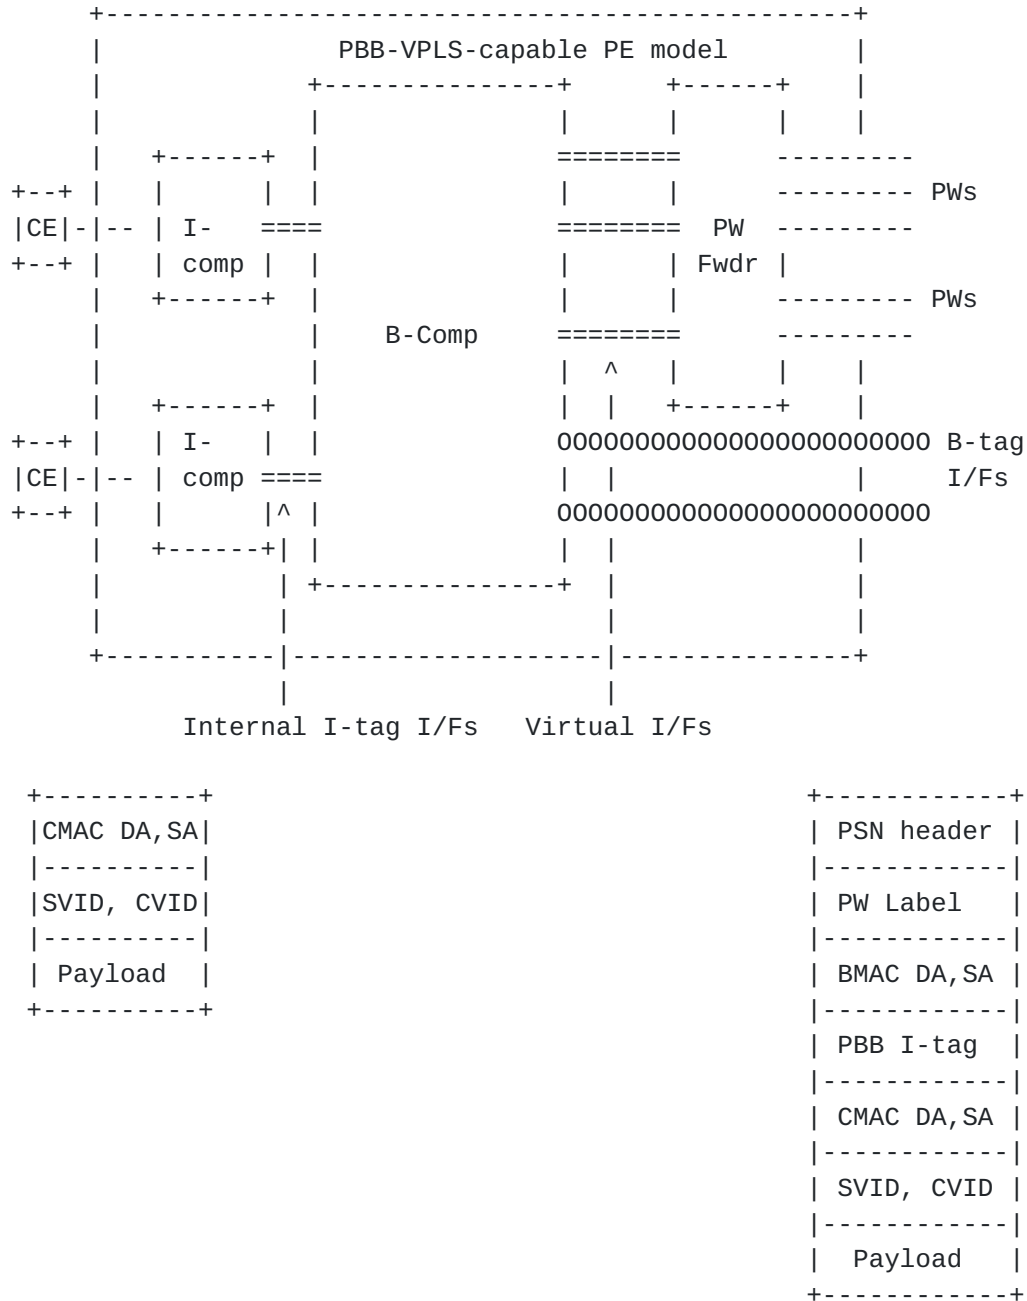 PBB-VPLS-capable PE model
PWs
CE I- PW
comp Fwdr
PWs
B-Comp
I- B-tag
CE comp I/Fs
Internal I-tag I/Fs Virtual I/Fs
CMAC DA,SA PSN header
SVID, CVID PW Label
Payload BMAC DA,SA
PBB I-tag
CMAC DA,SA
SVID, CVID
Payload